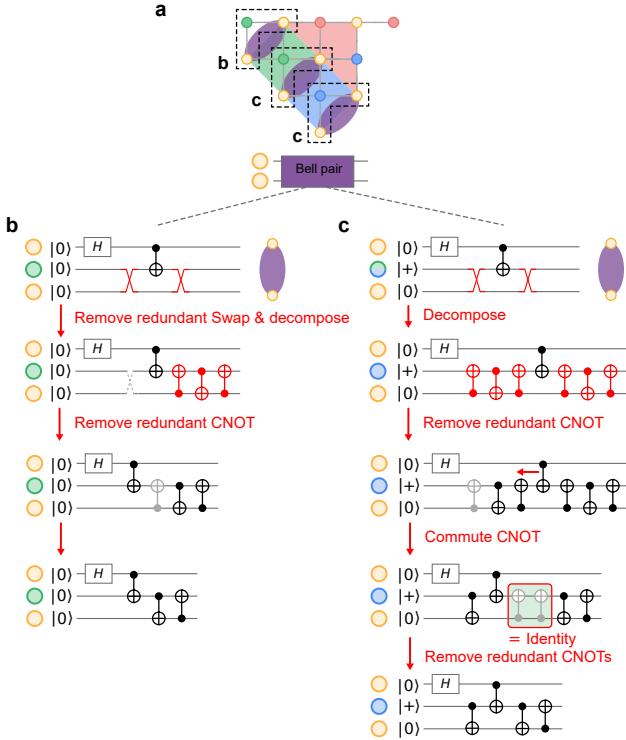 a
b
c
c
Bell pair
b
c
|0⟩ H
|0⟩
|0⟩
|0⟩ H
|+⟩
|0⟩
Remove redundant Swap & decompose
Decompose
|0⟩ H
|0⟩
|0⟩
|0⟩ H
|+⟩
|0⟩
Remove redundant CNOT
Remove redundant CNOT
|0⟩ H
|0⟩
|0⟩
|0⟩ H
|+⟩
|0⟩
Commute CNOT
|0⟩ H
|0⟩
|0⟩
|0⟩ H
|+⟩
|0⟩
= Identity
Remove redundant CNOTs
|0⟩ H
|+⟩
|0⟩